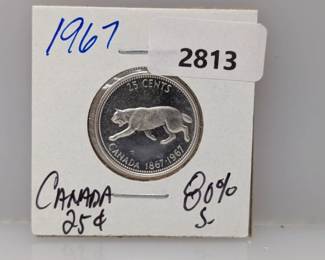 1967
2813
25 CENTS
CANADA 1867-1967
CANADA 80%
25¢ S